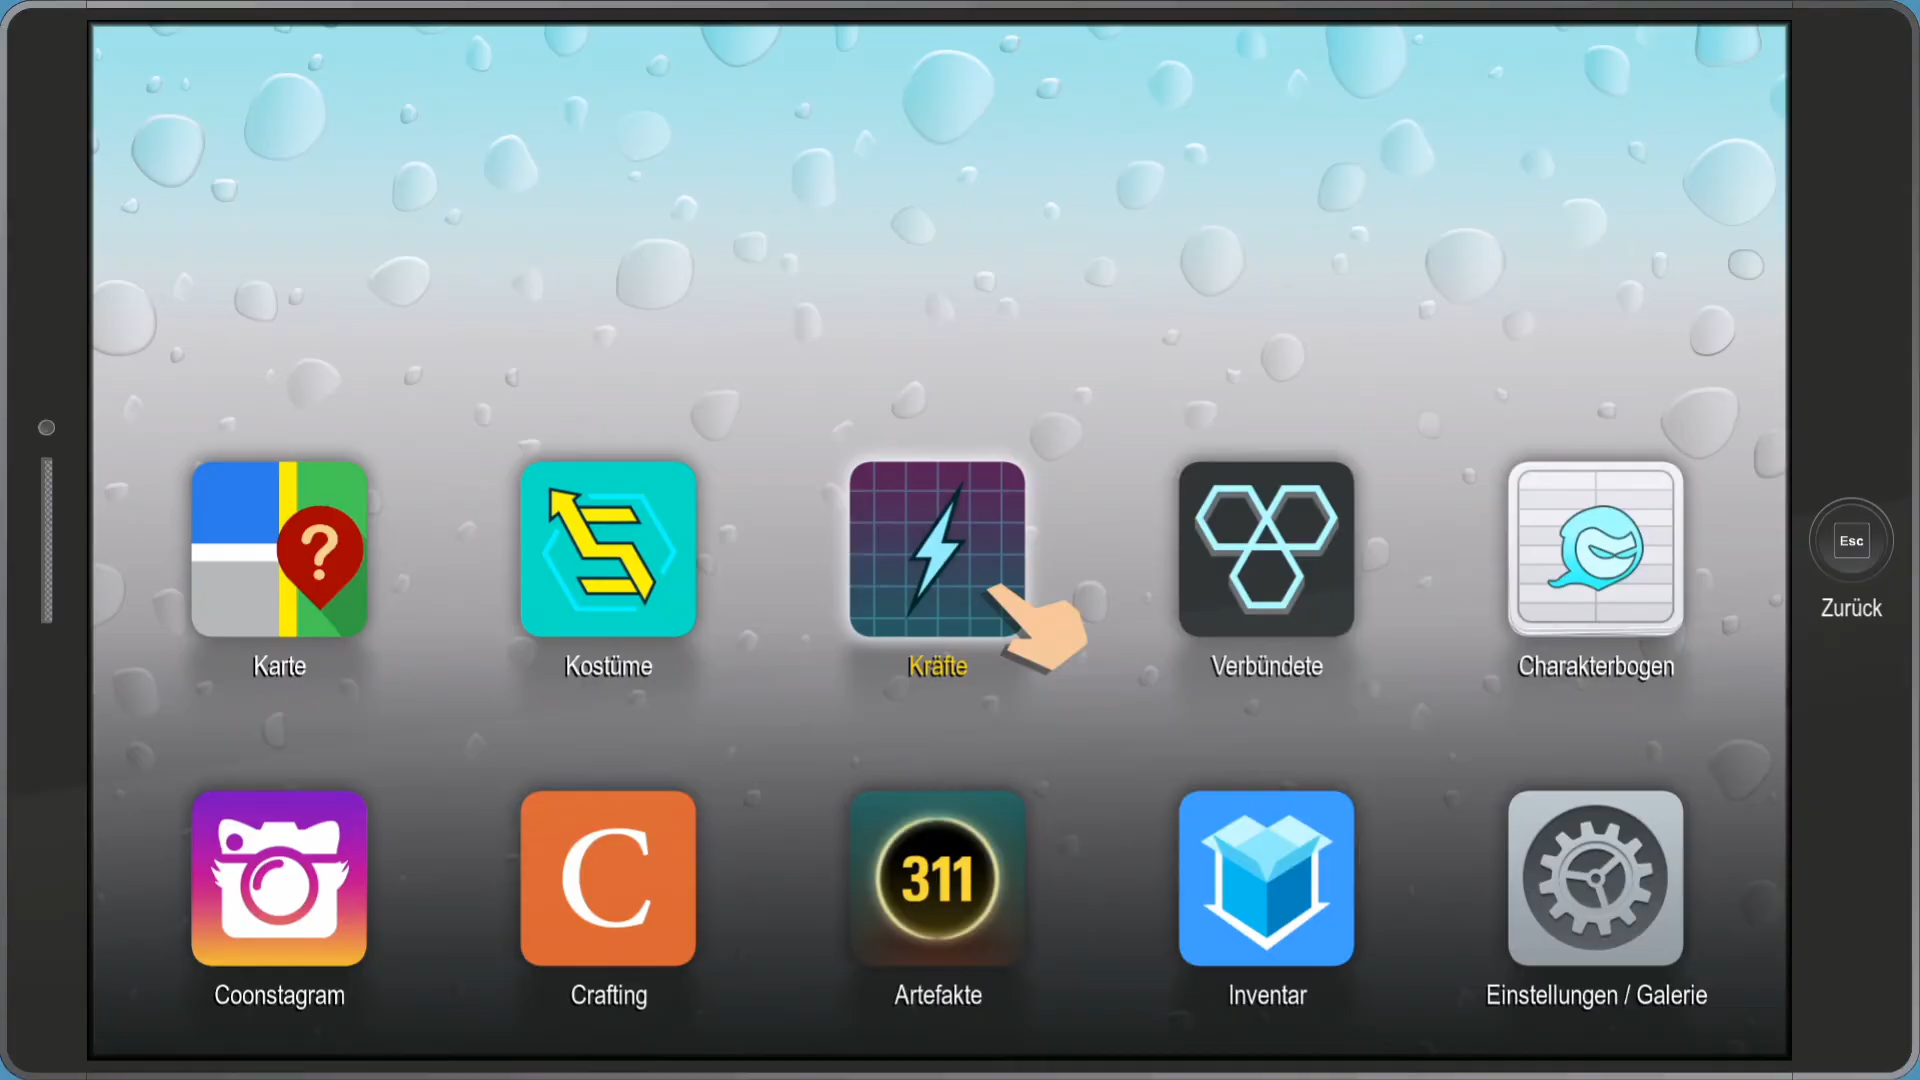 ?
Karte
Kostüme
Kräfte
Verbündete
Charakterbogen
Esc
Zurück
C
311
Coonstagram
Crafting
Artefakte
Inventar
Einstellungen / Galerie